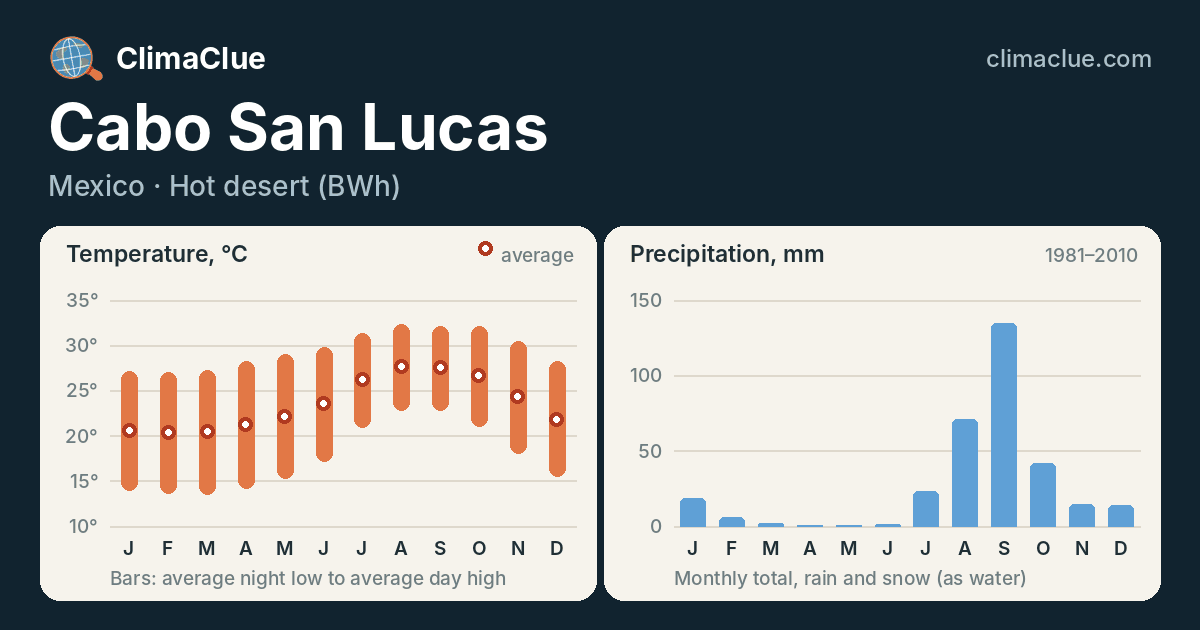 ClimaClue
climaclue.com
Cabo San Lucas
Mexico · Hot desert (BWh)
Temperature, °C
average
35°
30°
25°
20°
15°
10°
J F M A M J J A S O N D
Bars: average night low to average day high
Precipitation, mm
1981–2010
150
100
50
0
J F M A M J J A S O N D
Monthly total, rain and snow (as water)